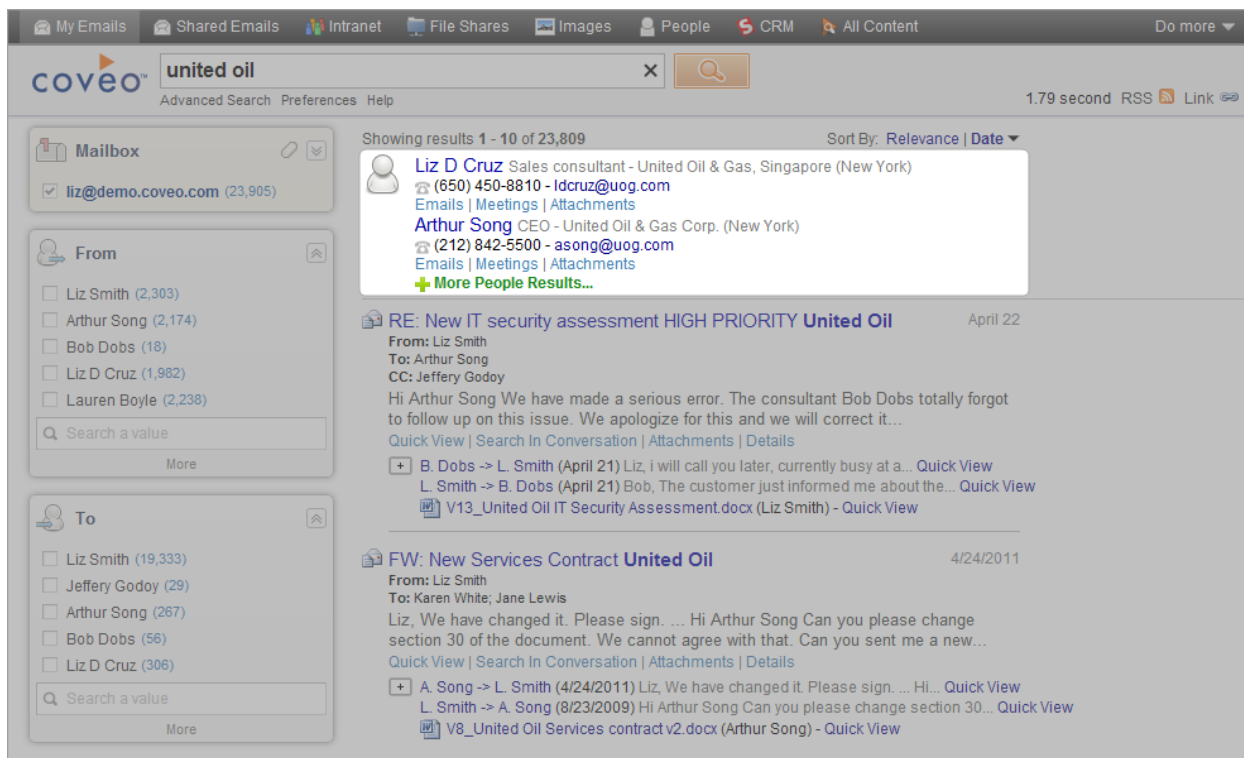 My Emails Shared Emails Intranet File Shares Images People CRM All Content Do more
coveo™ united oil
Advanced Search Preferences Help
1.79 second RSS Link
Mailbox
liz@demo.coveo.com (23,905)
From
Liz Smith (2,303)
Arthur Song (2,174)
Bob Dobs (18)
Liz D Cruz (1,982)
Lauren Boyle (2,238)
Search a value
More
To
Liz Smith (19,333)
Jeffery Godoy (29)
Arthur Song (267)
Bob Dobs (56)
Liz D Cruz (306)
Search a value
More
Showing results 1 - 10 of 23,809 Sort By: Relevance | Date
Liz D Cruz Sales consultant - United Oil & Gas, Singapore (New York)
(650) 450-8810 - ldcruz@uog.com
Emails | Meetings | Attachments
Arthur Song CEO - United Oil & Gas Corp. (New York)
(212) 842-5500 - asong@uog.com
Emails | Meetings | Attachments
More People Results...
RE: New IT security assessment HIGH PRIORITY United Oil April 22
From: Liz Smith
To: Arthur Song
CC: Jeffery Godoy
Hi Arthur Song We have made a serious error. The consultant Bob Dobs totally forgot
to follow up on this issue. We apologize for this and we will correct it...
Quick View | Search In Conversation | Attachments | Details
B. Dobs -> L. Smith (April 21) Liz, i will call you later, currently busy at a... Quick View
L. Smith -> B. Dobs (April 21) Bob, The customer just informed me about the... Quick View
V13_United Oil IT Security Assessment.docx (Liz Smith) - Quick View
FW: New Services Contract United Oil 4/24/2011
From: Liz Smith
To: Karen White; Jane Lewis
Liz, We have changed it. Please sign. ... Hi Arthur Song Can you please change
section 30 of the document. We cannot agree with that. Can you sent me a new...
Quick View | Search In Conversation | Attachments | Details
A. Song -> L. Smith (4/24/2011) Liz, We have changed it. Please sign. ... Hi... Quick View
L. Smith -> A. Song (8/23/2009) Hi Arthur Song Can you please change section 30... Quick View
V8_United Oil Services contract v2.docx (Arthur Song) - Quick View